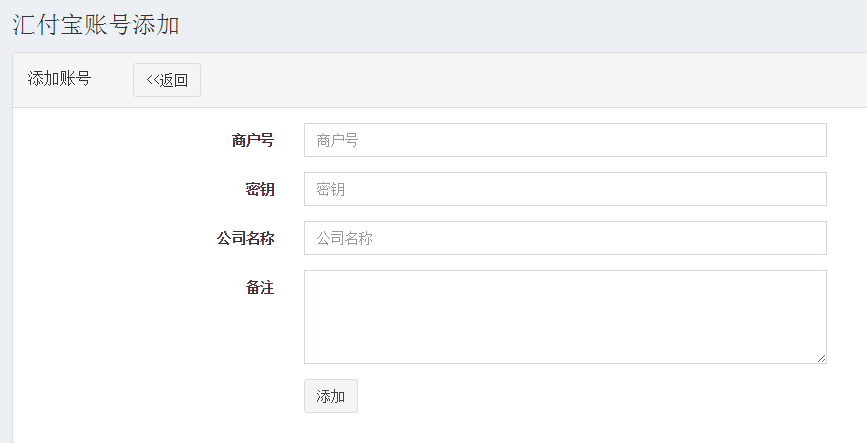 汇付宝账号添加
添加账号 <<返回
商户号 商户号
密钥 密钥
公司名称 公司名称
备注
添加